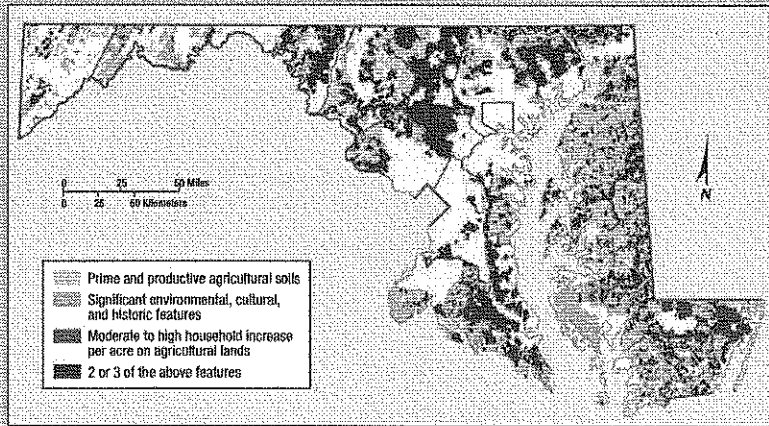 0 25 50 Miles
0 25 50 Kilometers
N
Prime and productive agricultural soils
Significant environmental, cultural,
and historic features
Moderate to high household increase
per acre on agricultural lands
2 or 3 of the above features